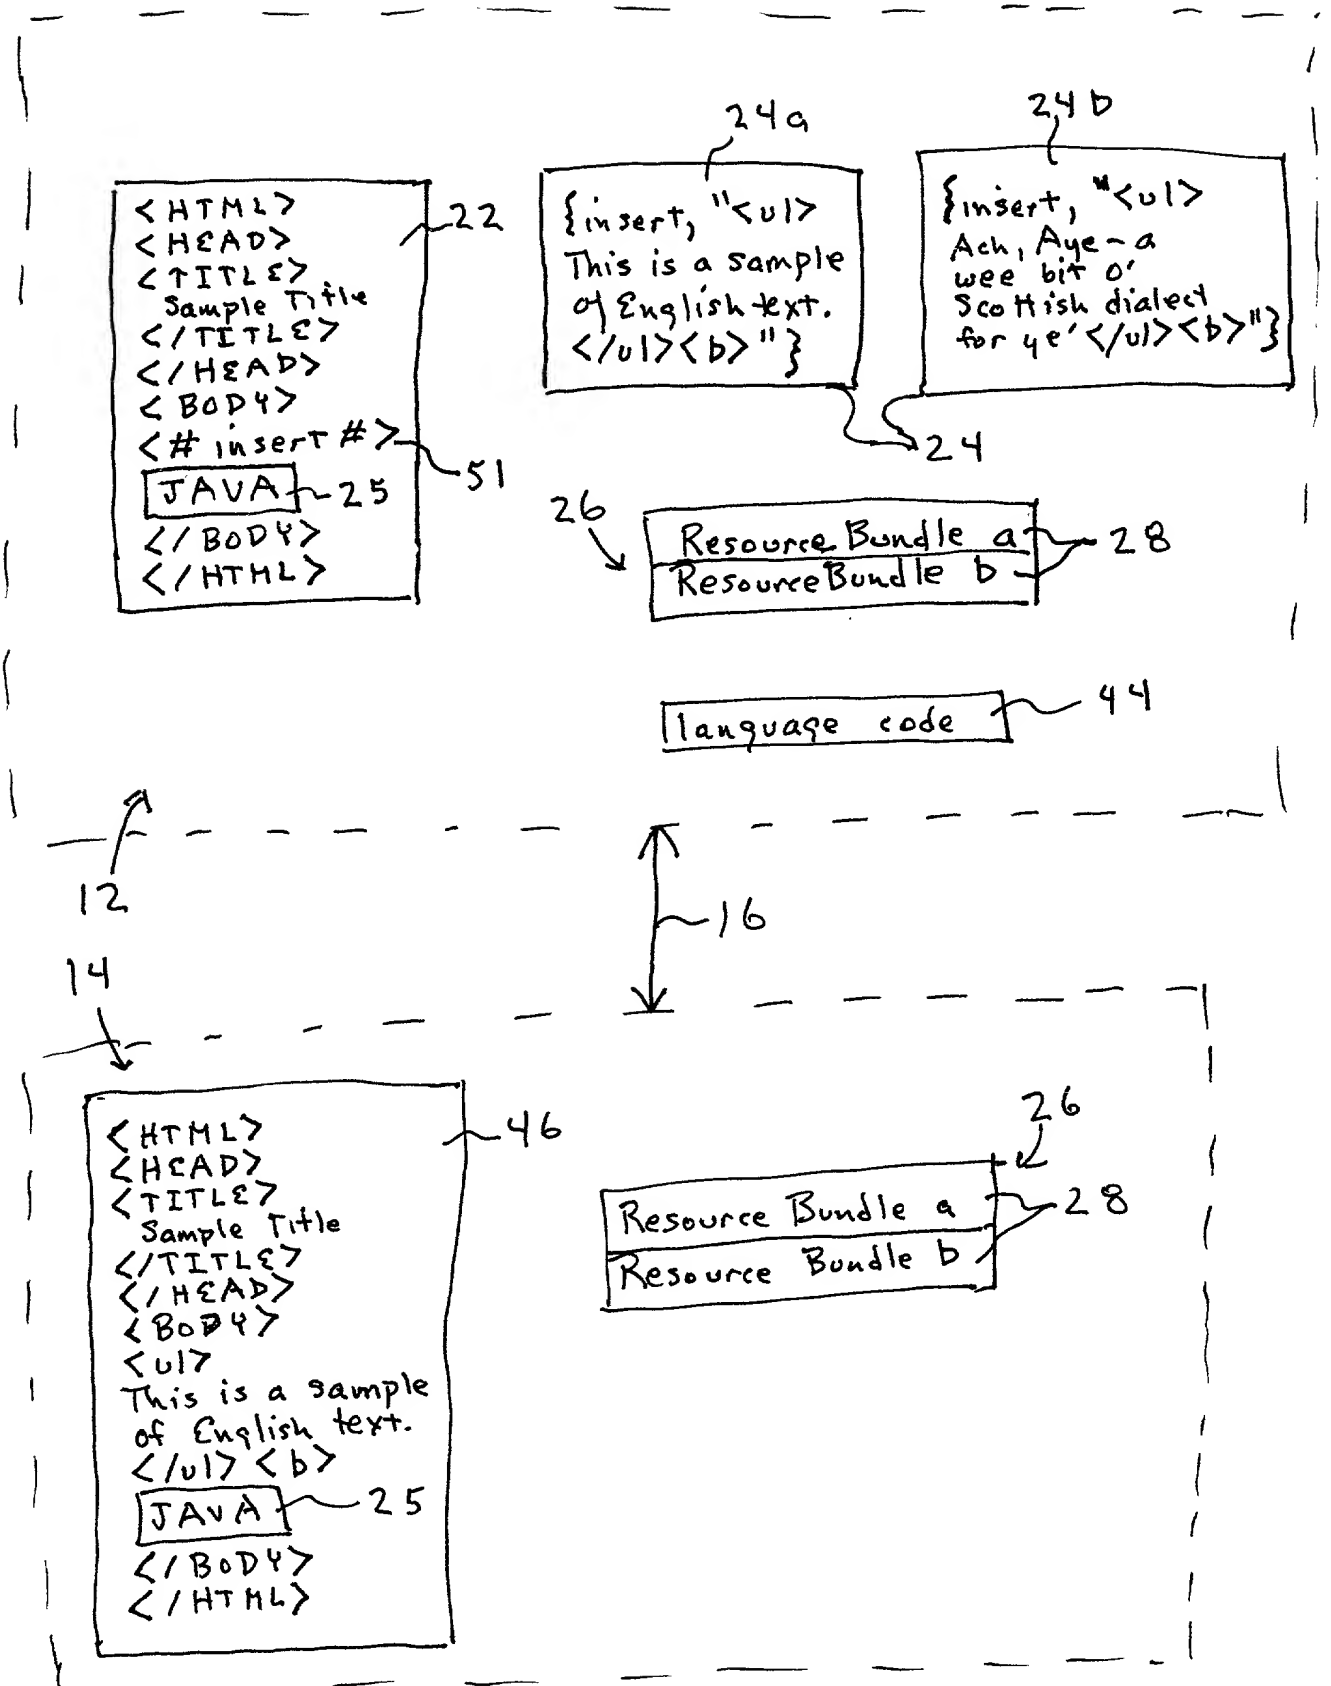 24a
24b
<HTML>
<HEAD>
<TITLE>
Sample Title
</TITLE>
</HEAD>
<BODY>
<# insert #>
JAVA
</BODY>
</HTML>
22
51
25
{insert, "<ul>
This is a sample
of English text.
</ul><b>"}
{insert, "<ul>
Ach, Aye - a
wee bit o'
Scottish dialect
for ye'</ul><b>"}
24
26
Resource Bundle a
Resource Bundle b
28
language code
44
12
16
14
<HTML>
<HEAD>
<TITLE>
Sample Title
</TITLE>
</HEAD>
<BODY>
<ul>
This is a sample
of English text.
</ul><b>
JAVA
</BODY>
</HTML>
46
25
26
Resource Bundle a
Resource Bundle b
28